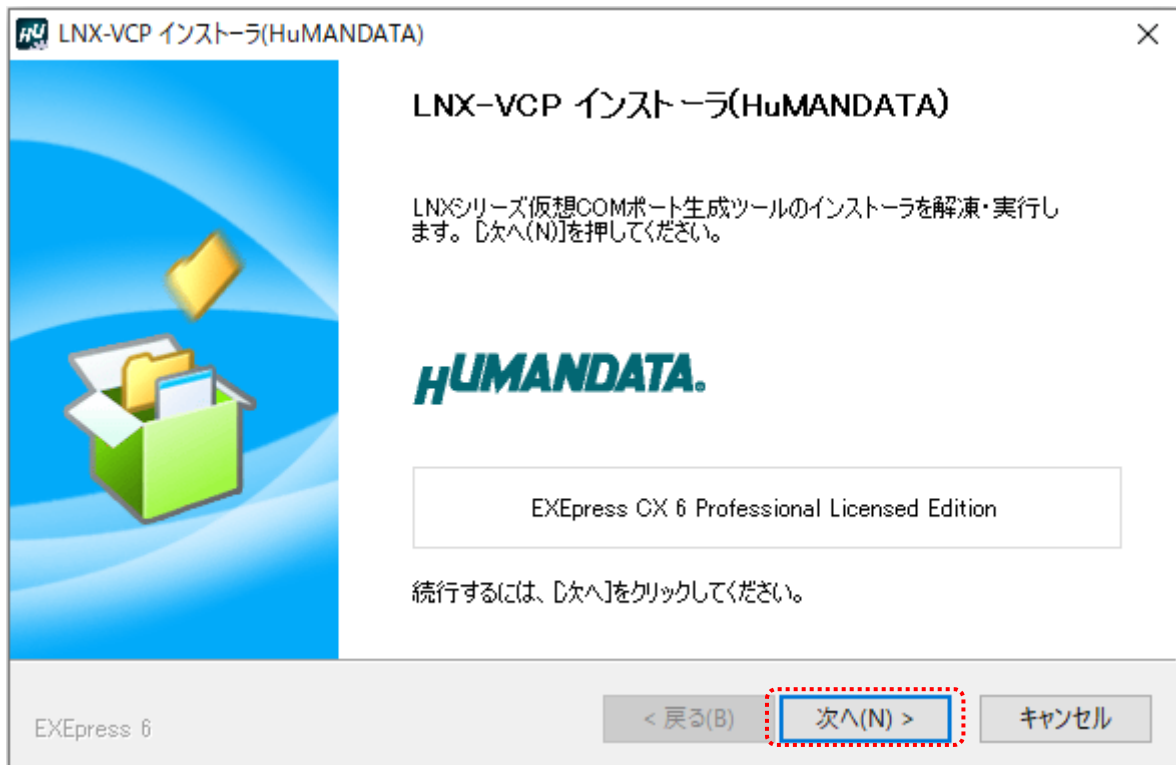 LNX-VCP インストーラ(HuMANDATA)
LNX-VCP インストーラ(HuMANDATA)
LNXシリーズ仮想COMポート生成ツールのインストーラを解凍・実行し
ます。[次へ(N)]を押してください。
HUMANDATA.
EXEpress CX 6 Professional Licensed Edition
続行するには、[次へ]をクリックしてください。
EXEpress 6
< 戻る(B)
次へ(N) >
キャンセル